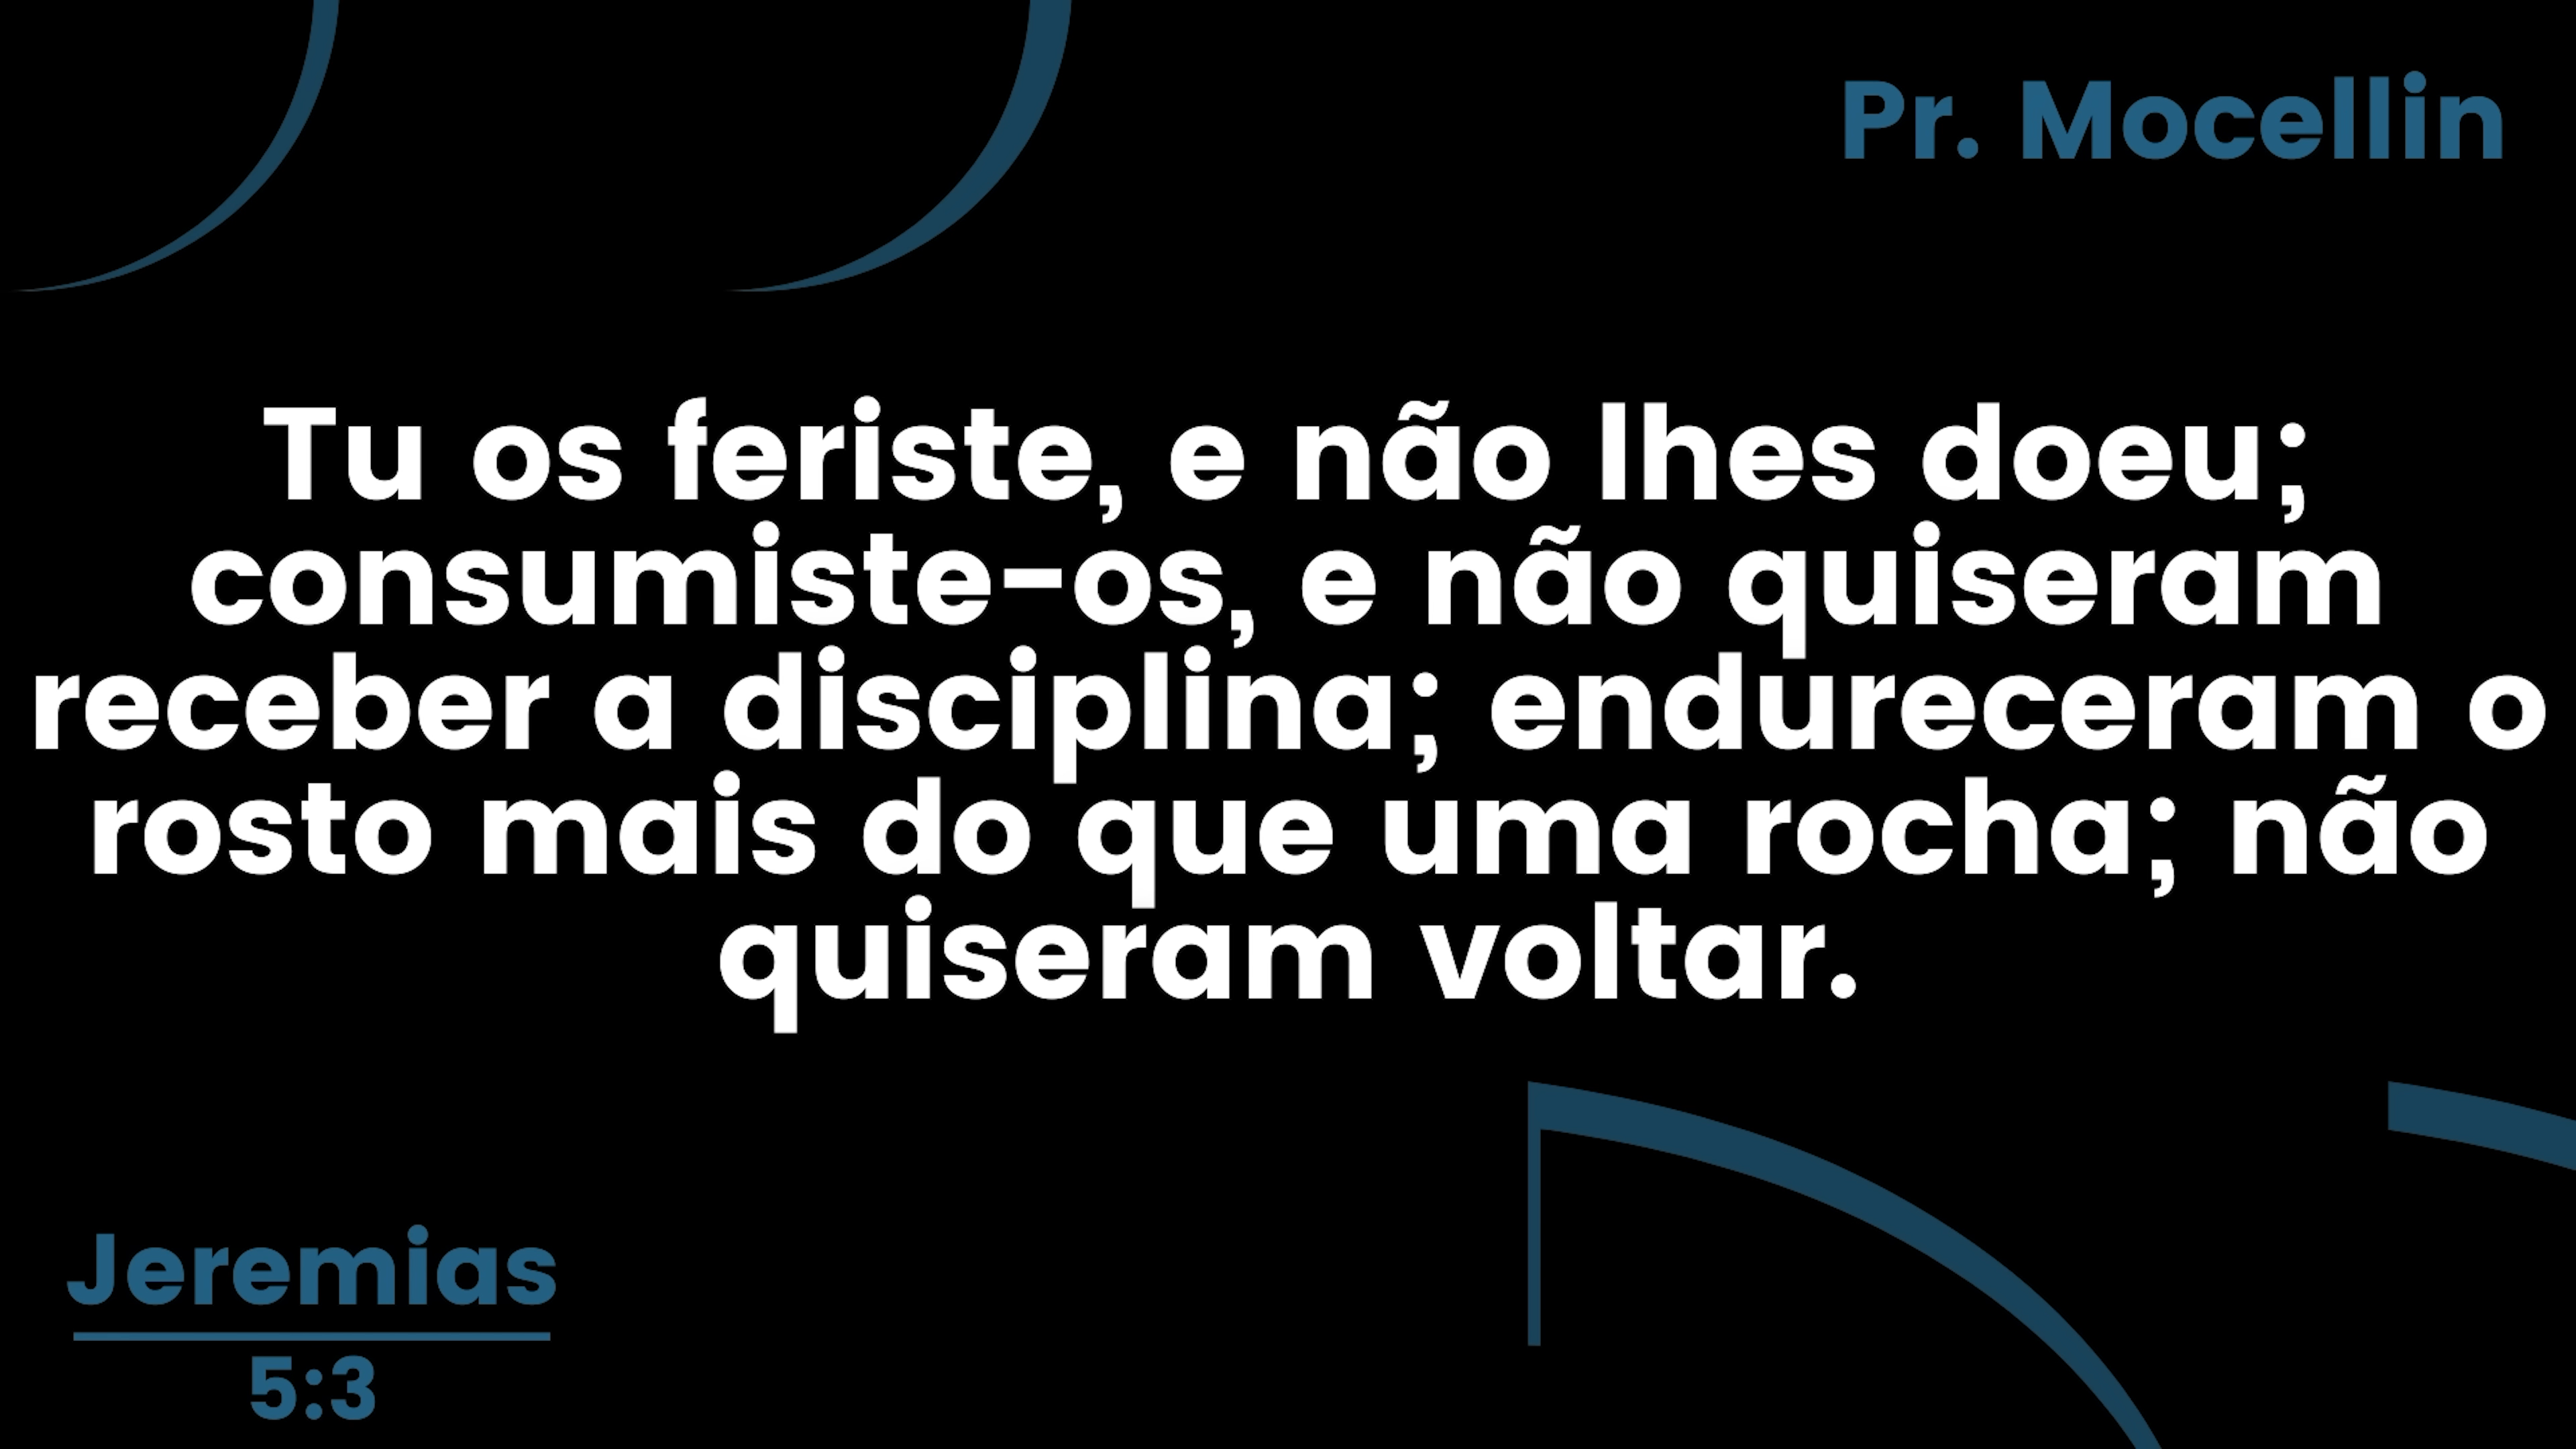 Pr. Mocellin
Tu os feriste, e não lhes doeu;
consumiste-os, e não quiseram
receber a disciplina; endureceram o
rosto mais do que uma rocha; não
quiseram voltar.
Jeremias
5:3